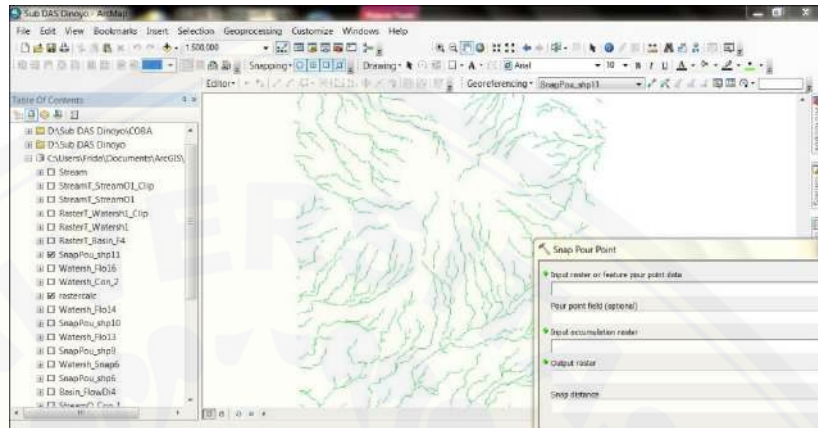 Sub DAS Dinoyo - ArcMap
File Edit View Bookmarks Insert Selection Geoprocessing Customize Windows Help
1:500,000
Snapping Drawing A Arial 10 B I U A
Editor Georeferencing SnapPou_shp11
Table Of Contents
D:\Sub DAS Dinoyo\COBA
D:\Sub DAS Dinoyo
C:\Users\Frida\Documents\ArcGIS\
Stream
StreamT_StreamO1_Clip
StreamT_StreamO1
RasterT_Watersh1_Clip
RasterT_Watersh1
RasterT_Basin_F4
SnapPou_shp11
Watersh_Flo16
Watersh_Con_2
rastercalc
Watersh_Flo14
SnapPou_shp10
Watersh_Flo13
SnapPou_shp9
Watersh_Snap6
SnapPou_shp6
Basin_FlowDi4
StreamO_Con_1
Snap Pour Point
Input raster or feature pour point data
Pour point field (optional)
Input accumulation raster
Output raster
Snap distance